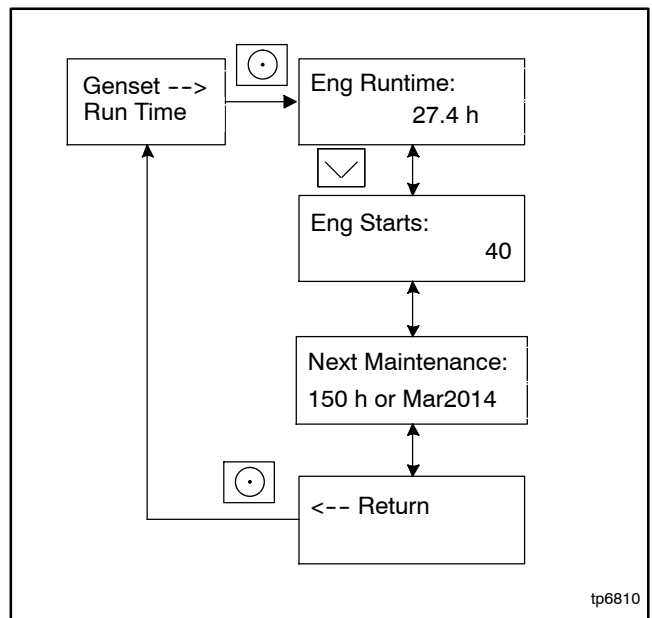 Genset -->
Run Time
Eng Runtime:
27.4 h
Eng Starts:
40
Next Maintenance:
150 h or Mar2014
<-- Return
tp6810